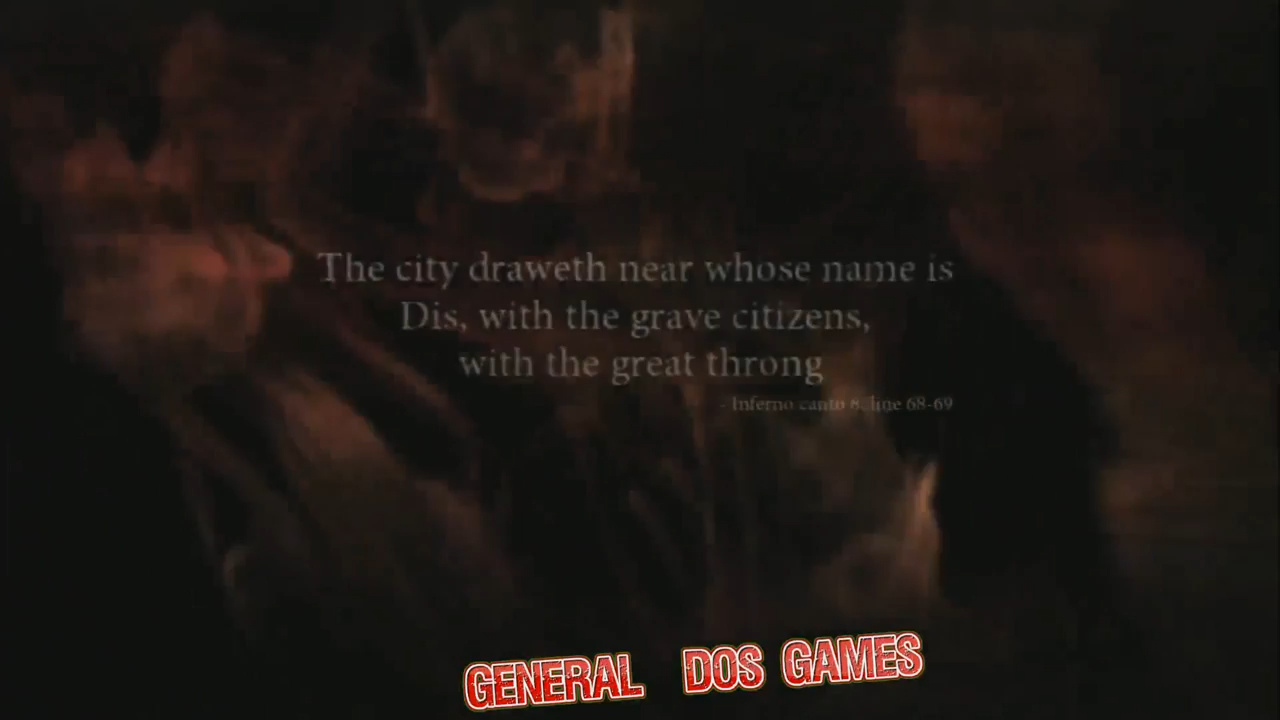 The city draweth near whose name is
Dis, with the grave citizens,
with the great throng
- Inferno canto 8, line 68-69
GENERAL DOS GAMES